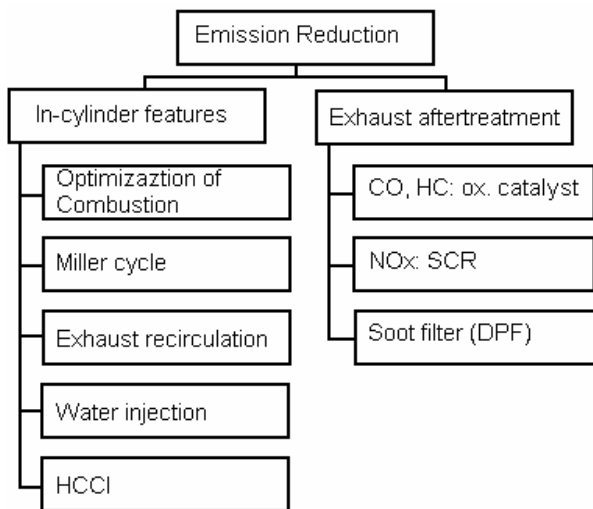 Emission Reduction
In-cylinder features
Exhaust aftertreatment
Optimizaztion of
Combustion
CO, HC: ox. catalyst
Miller cycle
NOx: SCR
Exhaust recirculation
Soot filter (DPF)
Water injection
HCCI